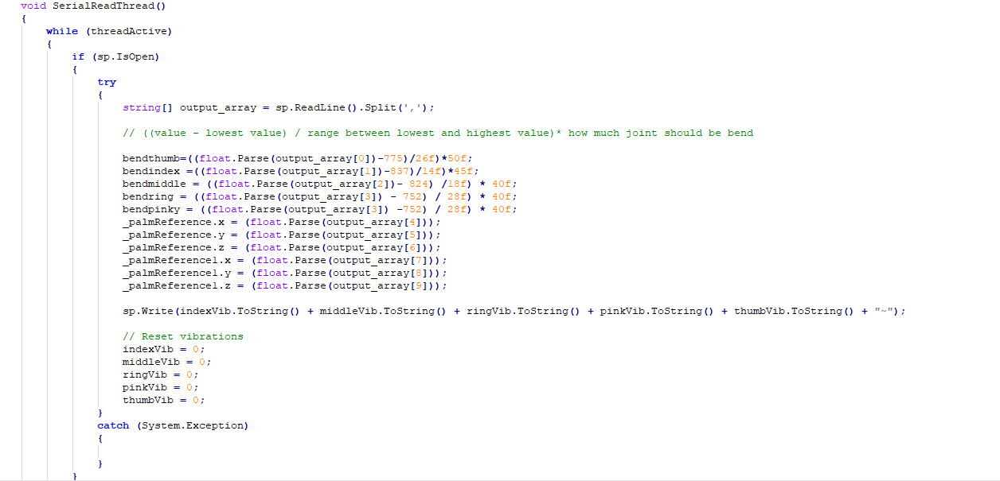 void SerialReadThread()
{
while (threadActive)
{
if (sp.IsOpen)
{
try
{
string[] output_array = sp.ReadLine().Split(',');
// ((value - lowest value) / range between lowest and highest value)* how much joint should be bend
bendthumb=((float.Parse(output_array[0])-775)/26f)*50f;
bendindex =((float.Parse(output_array[1])-837)/14f)*45f;
bendmiddle = ((float.Parse(output_array[2])- 824) /18f) * 40f;
bendring = ((float.Parse(output_array[3]) - 752) / 28f) * 40f;
bendpinky = ((float.Parse(output_array[3]) -752) / 28f) * 40f;
_palmReference.x = (float.Parse(output_array[4]));
_palmReference.y = (float.Parse(output_array[5]));
_palmReference.z = (float.Parse(output_array[6]));
_palmReference1.x = (float.Parse(output_array[7]));
_palmReference1.y = (float.Parse(output_array[8]));
_palmReference1.z = (float.Parse(output_array[9]));
sp.Write(indexVib.ToString() + middleVib.ToString() + ringVib.ToString() + pinkVib.ToString() + thumbVib.ToString() + "~");
// Reset vibrations
indexVib = 0;
middleVib = 0;
ringVib = 0;
pinkVib = 0;
thumbVib = 0;
}
catch (System.Exception)
{
}
}